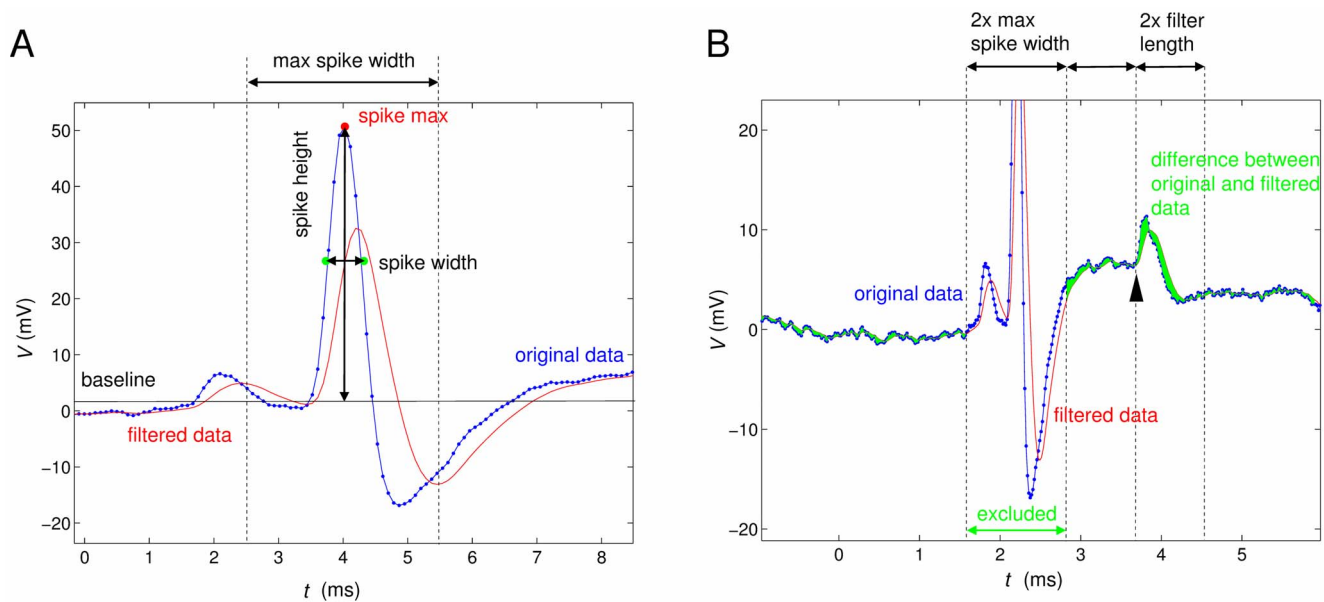 A
max spike width
spike max
spike height
spike width
original data
baseline
filtered data
V (mV)
50
40
30
20
10
0
−10
−20
0
1
2
3
4
5
6
7
8
t (ms)
B
2x max
spike width
2x filter
length
difference between
original and filtered
data
original data
filtered data
excluded
V (mV)
20
10
0
−10
−20
0
1
2
3
4
5
t (ms)